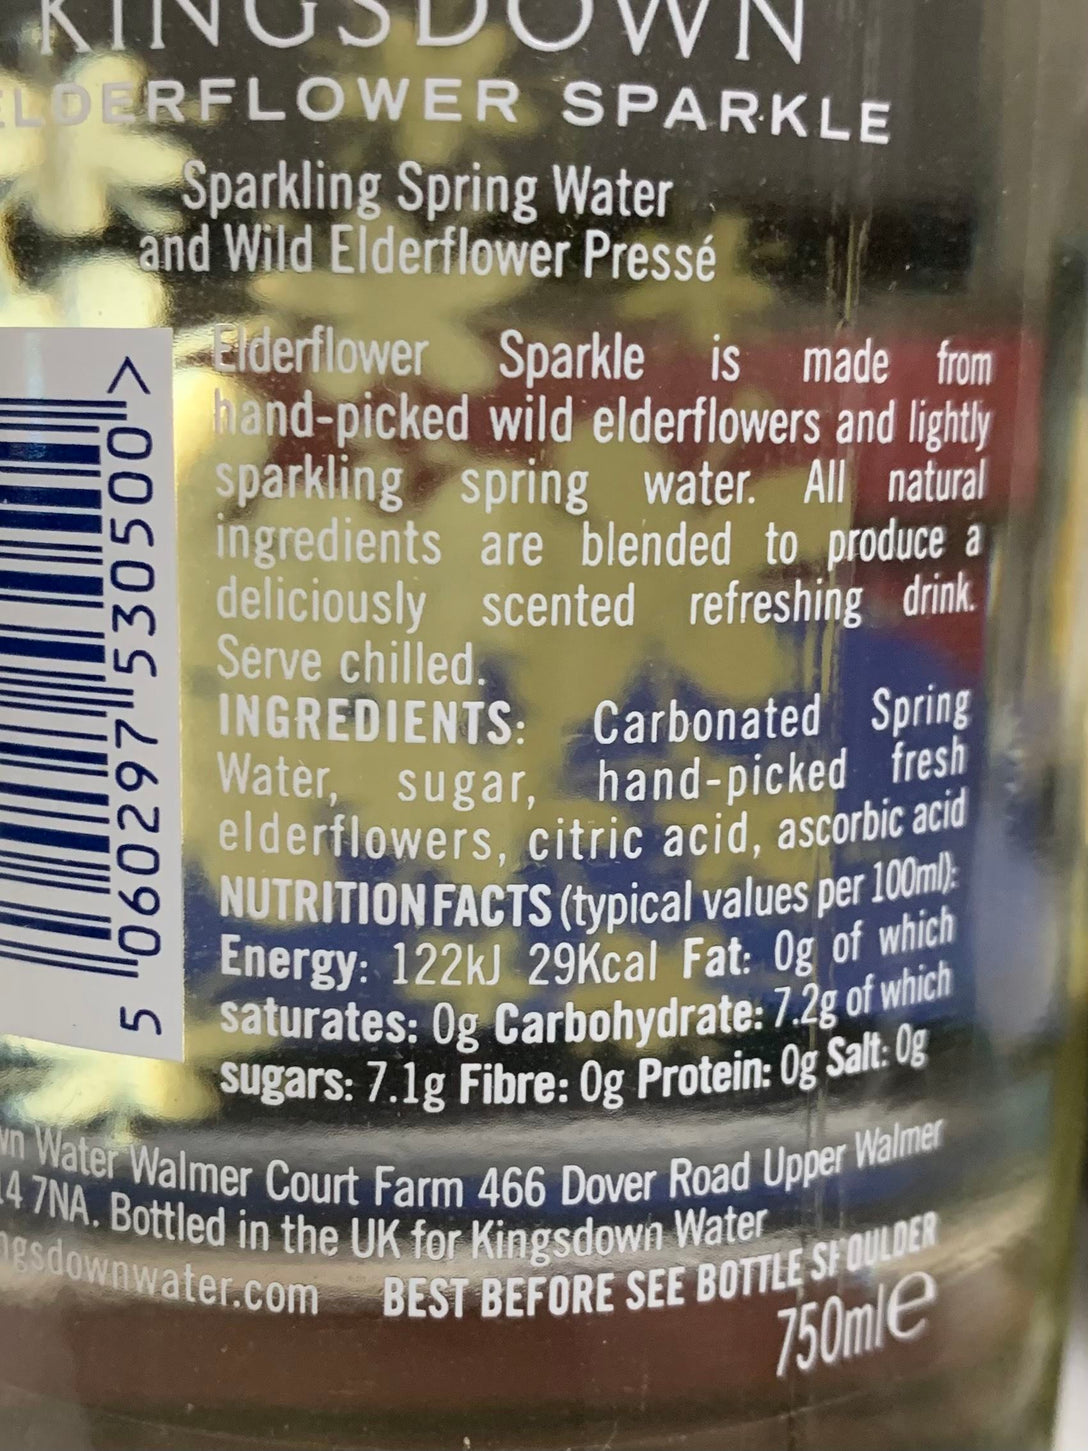 KINGSDOWN
ELDERFLOWER SPARKLE
Sparkling Spring Water
and Wild Elderflower Pressé
Elderflower Sparkle is made from
hand-picked wild elderflowers and lightly
sparkling spring water. All natural
ingredients are blended to produce a
deliciously scented refreshing drink.
Serve chilled.
INGREDIENTS: Carbonated Spring
Water, sugar, hand-picked fresh
elderflowers, citric acid, ascorbic acid
NUTRITION FACTS (typical values per 100ml):
Energy: 122kJ 29Kcal Fat: 0g of which
saturates: 0g Carbohydrate: 7.2g of which
sugars: 7.1g Fibre: 0g Protein: 0g Salt: 0g
Water Walmer Court Farm 466 Dover Road Upper Walmer
7NA. Bottled in the UK for Kingsdown Water
ngsdownwater.com BEST BEFORE SEE BOTTLE SHOULDER
750ml e
5 060297 530500 >